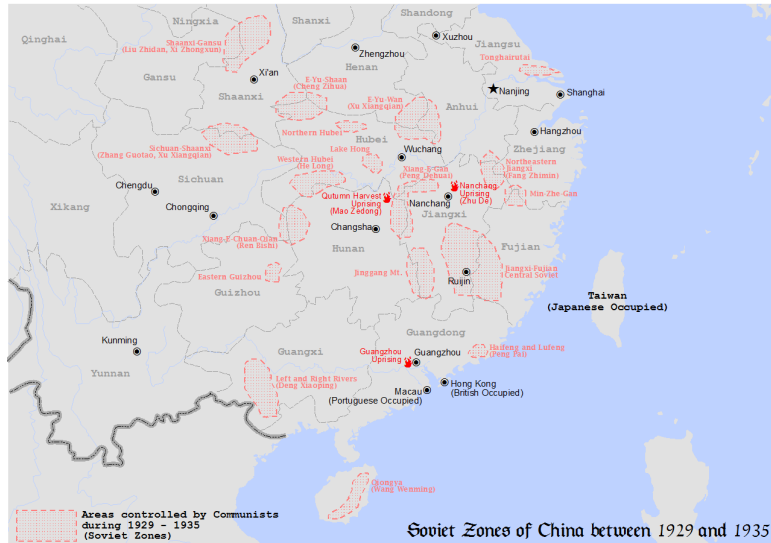 Shandong
Ningxia
Shanxi
Xuzhou
Jiangsu
Qinghai
Shaanxi-Gansu
(Liu Zhidan, Xi Zhongxun)
Zhengzhou
Henan
Tonghairutai
Gansu
Xi'an
E-Yu-Shaan
(Cheng Zihua)
Nanjing
Shanghai
Shaanxi
E-Yu-Wan
(Xu Xiangqian)
Anhui
Northern Hubei
Hangzhou
Hubei
Zhejiang
Sichuan-Shaanxi
(Zhang Guotao, Xu Xiangqian)
Lake Hong
Wuchang
Western Hubei
(He Long)
Xiang-E-Gan
(Peng Dehuai)
Northeastern
Jiangxi
(Fang Zhimin)
Sichuan
Nanchang
Uprising
(Zhu De)
Chengdu
Qutumn Harvest
Uprising
(Mao Zedong)
Nanchang
Min-Zhe-Gan
Xikang
Chongqing
Jiangxi
Changsha
Xiang-E-Chuan-Qian
(Ren Bishi)
Hunan
Fujian
Eastern Guizhou
Jinggang Mt.
Jiangxi-Fujian
Central Soviet
Ruijin
Guizhou
Taiwan
(Japanese Occupied)
Guangdong
Kunming
Guangxi
Guangzhou
Uprising
Guangzhou
Haifeng and Lufeng
(Peng Pai)
Yunnan
Left and Right Rivers
(Deng Xiaoping)
Macau
(Portuguese Occupied)
Hong Kong
(British Occupied)
Qiongya
(Wang Wenming)
Areas controlled by Communists
during 1929 - 1935
(Soviet Zones)
Soviet Zones of China between 1929 and 1935